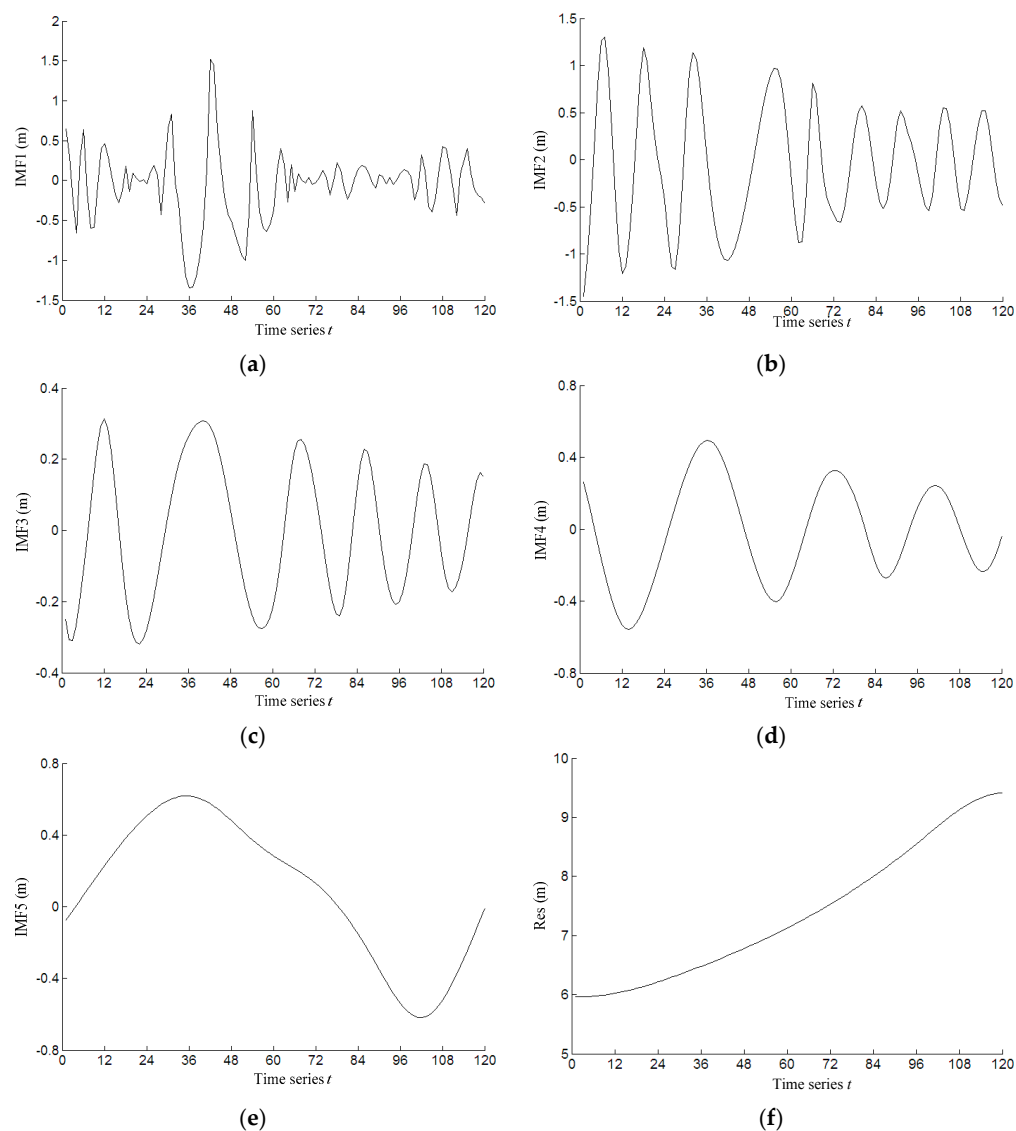 2
1.5
1
0.5
0
-0.5
-1
-1.5
IMF1 (m)
0 12 24 36 48 60 72 84 96 108 120
Time series t
(a)
1.5
1
0.5
0
-0.5
-1
-1.5
IMF2 (m)
0 12 24 36 48 60 72 84 96 108 120
Time series t
(b)
0.4
0.2
0
-0.2
-0.4
IMF3 (m)
0 12 24 36 48 60 72 84 96 108 120
Time series t
(c)
0.8
0.4
0
-0.4
-0.8
IMF4 (m)
0 12 24 36 48 60 72 84 96 108 120
Time series t
(d)
0.8
0.4
0
-0.4
-0.8
IMF5 (m)
0 12 24 36 48 60 72 84 96 108 120
Time series t
(e)
10
9
8
7
6
5
Res (m)
0 12 24 36 48 60 72 84 96 108 120
Time series t
(f)